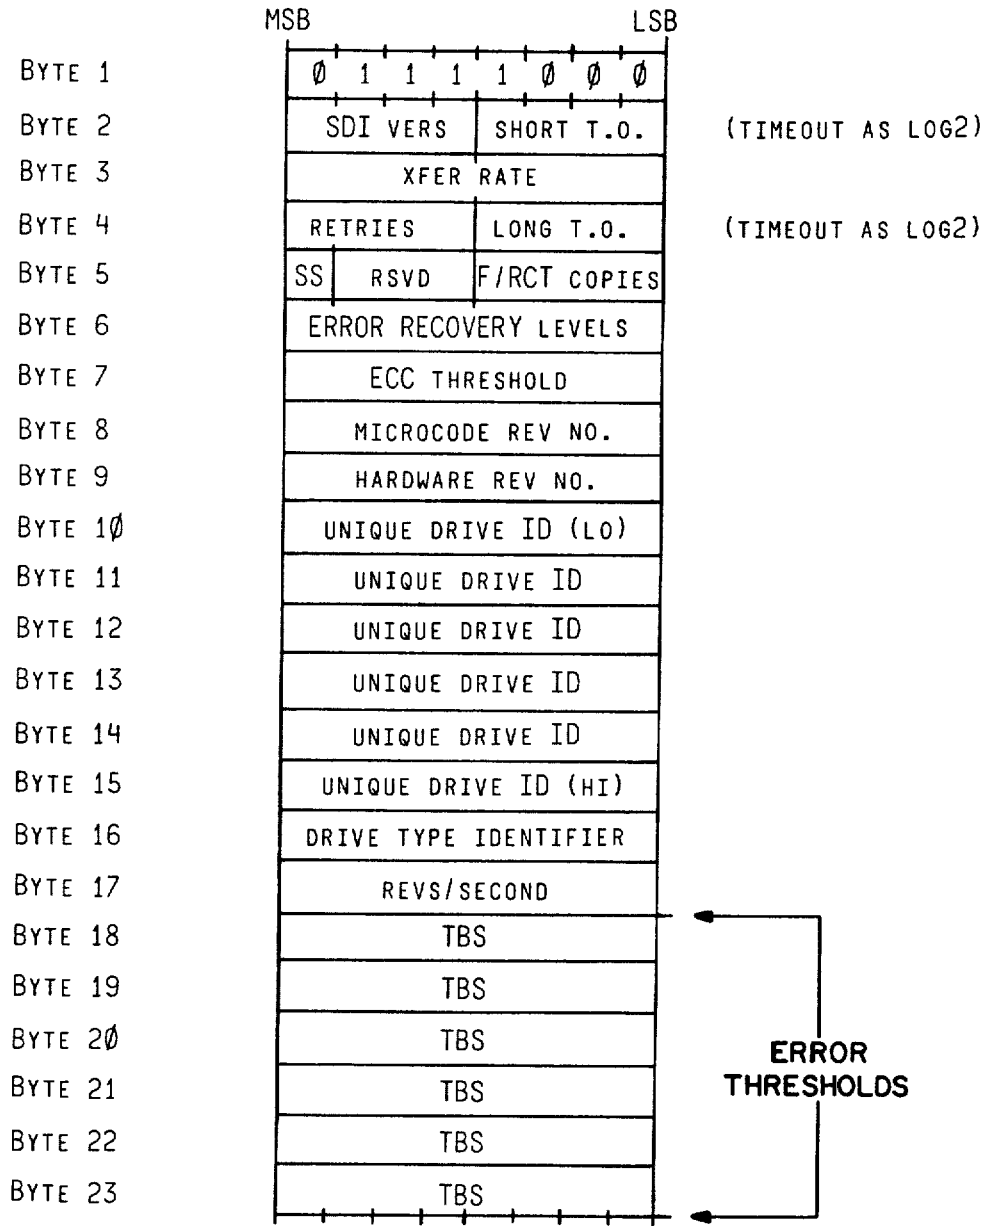 MSB LSB
BYTE 1 Ø 1 1 1 1 Ø Ø Ø
BYTE 2 SDI VERS SHORT T.O. (TIMEOUT AS LOG2)
BYTE 3 XFER RATE
BYTE 4 RETRIES LONG T.O. (TIMEOUT AS LOG2)
BYTE 5 SS RSVD F/RCT COPIES
BYTE 6 ERROR RECOVERY LEVELS
BYTE 7 ECC THRESHOLD
BYTE 8 MICROCODE REV NO.
BYTE 9 HARDWARE REV NO.
BYTE 1Ø UNIQUE DRIVE ID (LO)
BYTE 11 UNIQUE DRIVE ID
BYTE 12 UNIQUE DRIVE ID
BYTE 13 UNIQUE DRIVE ID
BYTE 14 UNIQUE DRIVE ID
BYTE 15 UNIQUE DRIVE ID (HI)
BYTE 16 DRIVE TYPE IDENTIFIER
BYTE 17 REVS/SECOND
BYTE 18 TBS
BYTE 19 TBS
BYTE 2Ø TBS ERROR
BYTE 21 TBS THRESHOLDS
BYTE 22 TBS
BYTE 23 TBS